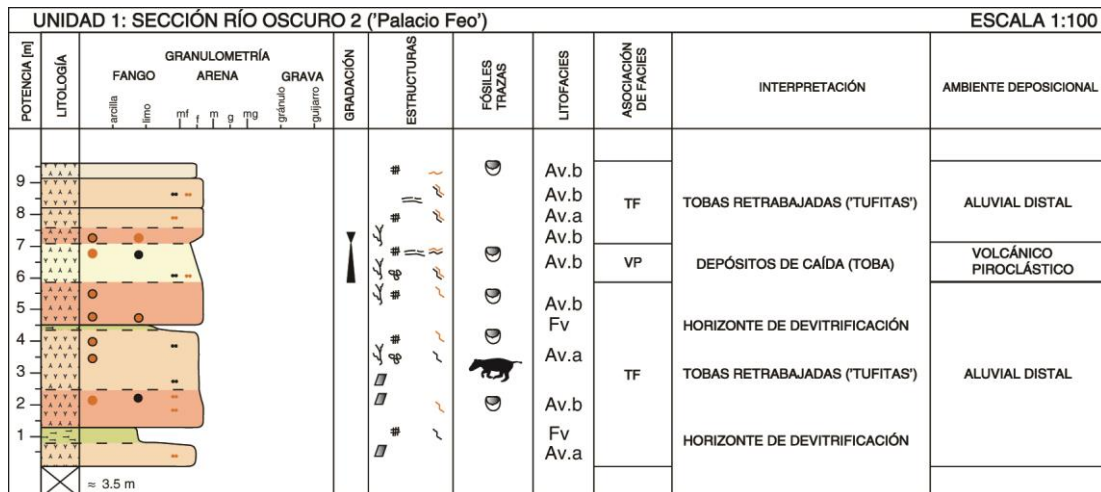 UNIDAD 1: SECCIÓN RÍO OSCURO 2 ('Palacio Feo') ESCALA 1:100
POTENCIA [m]
LITOLOGÍA
GRANULOMETRÍA
FANGO ARENA GRAVA
arcilla limo mf f m g mg gránulo guijarro
GRADACIÓN
ESTRUCTURAS
FÓSILES
TRAZAS
LITOFACIES
ASOCIACIÓN
DE FACIES
INTERPRETACIÓN
AMBIENTE DEPOSICIONAL
9
8
7
6
5
4
3
2
1
≈ 3.5 m
Av.b
Av.b
Av.a
Av.b
Av.b
Av.b
Fv
Av.a
Av.b
Fv
Av.a
TF
VP
TF
TOBAS RETRABAJADAS ('TUFITAS')
DEPÓSITOS DE CAÍDA (TOBA)
HORIZONTE DE DEVITRIFICACIÓN
TOBAS RETRABAJADAS ('TUFITAS')
HORIZONTE DE DEVITRIFICACIÓN
ALUVIAL DISTAL
VOLCÁNICO
PIROCLÁSTICO
ALUVIAL DISTAL